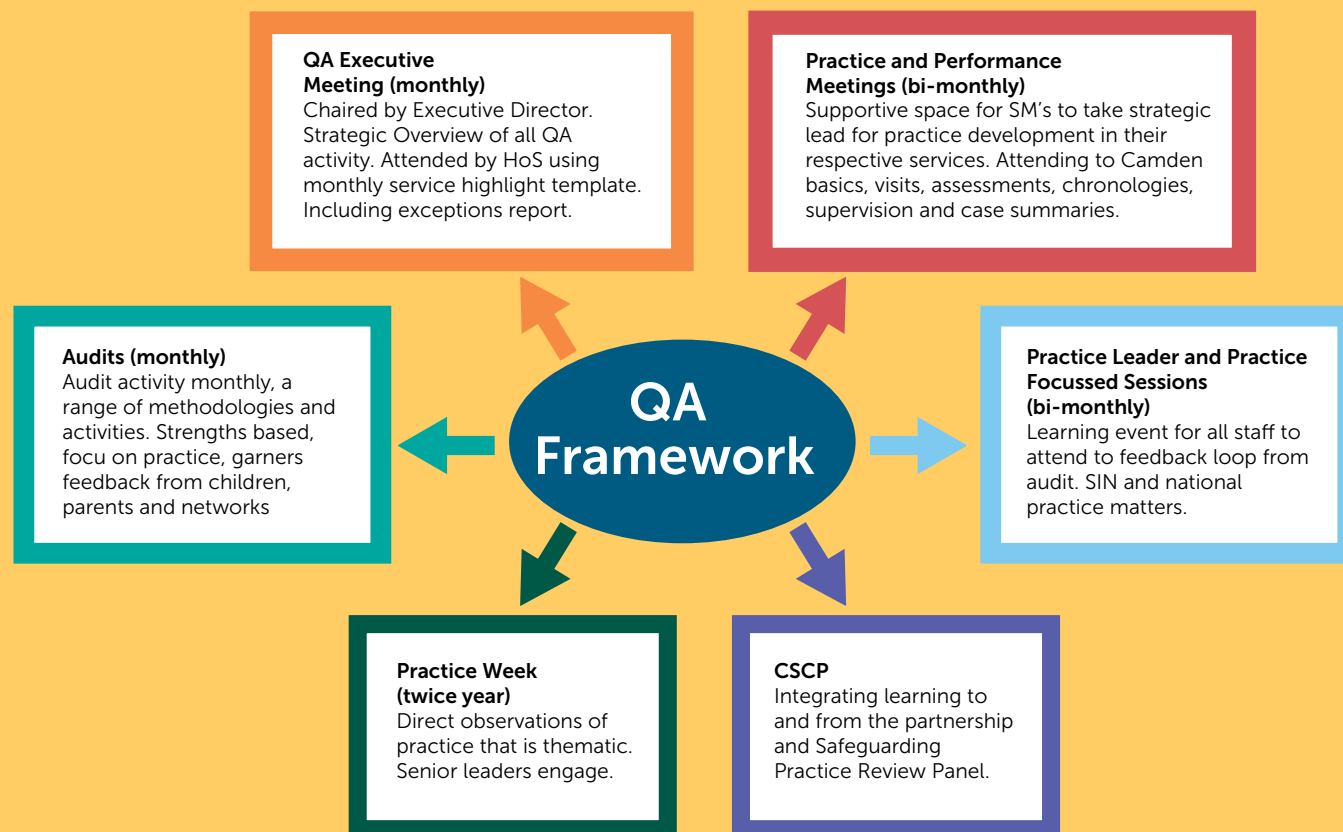 QA Executive
Meeting (monthly)
Chaired by Executive Director.
Strategic Overview of all QA
activity. Attended by HoS using
monthly service highlight template.
Including exceptions report.
Practice and Performance
Meetings (bi-monthly)
Supportive space for SM's to take strategic
lead for practice development in their
respective services. Attending to Camden
basics, visits, assessments, chronologies,
supervision and case summaries.
Audits (monthly)
Audit activity monthly, a
range of methodologies and
activities. Strengths based,
focu on practice, garners
feedback from children,
parents and networks
QA
Framework
Practice Leader and Practice
Focussed Sessions
(bi-monthly)
Learning event for all staff to
attend to feedback loop from
audit. SIN and national
practice matters.
Practice Week
(twice year)
Direct observations of
practice that is thematic.
Senior leaders engage.
CSCP
Integrating learning to
and from the partnership
and Safeguarding
Practice Review Panel.